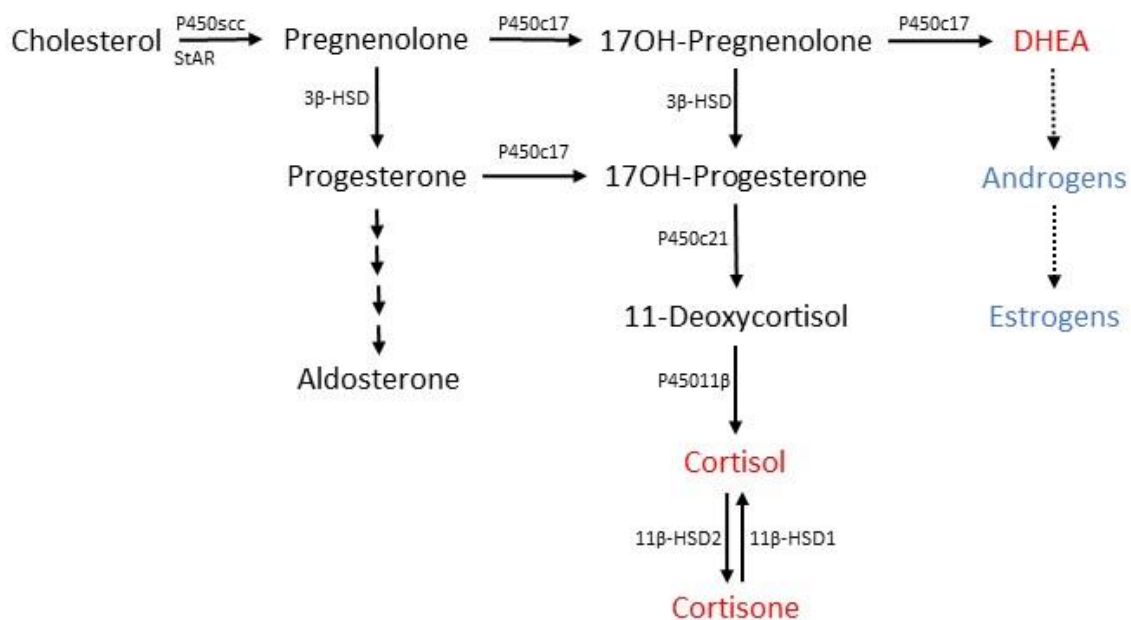 P450scc
P450c17
P450c17
Cholesterol
Pregnenolone
17OH-Pregnenolone
DHEA
StAR
3β-HSD
3β-HSD
P450c17
Progesterone
17OH-Progesterone
Androgens
P450c21
11-Deoxycortisol
Estrogens
Aldosterone
P45011β
Cortisol
11β-HSD2
11β-HSD1
Cortisone